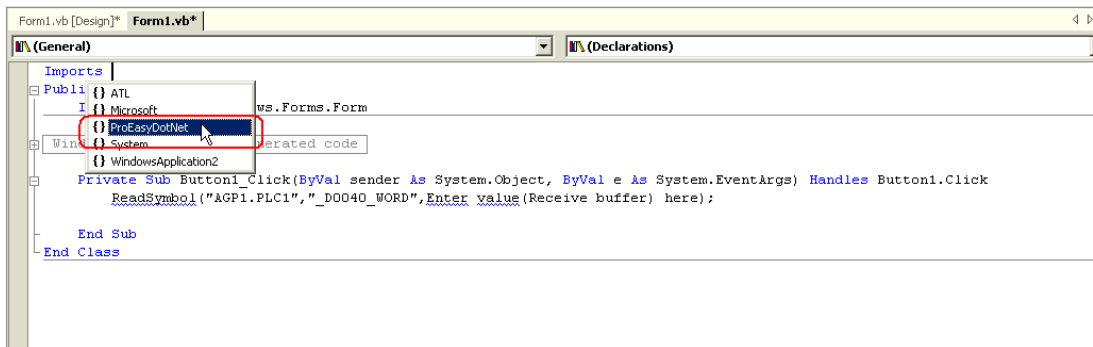 Form1.vb [Design]* Form1.vb*
(General) (Declarations)
Imports
Publi
{} ATL
I ws.Forms.Form
{} Microsoft
{} ProEasyDotNet
Wind erated code
{} System
{} WindowsApplication2
Private Sub Button1_Click(ByVal sender As System.Object, ByVal e As System.EventArgs) Handles Button1.Click
ReadSymbol("AGP1.PLC1","_D0040_WORD",Enter value(Receive buffer) here);
End Sub
End Class